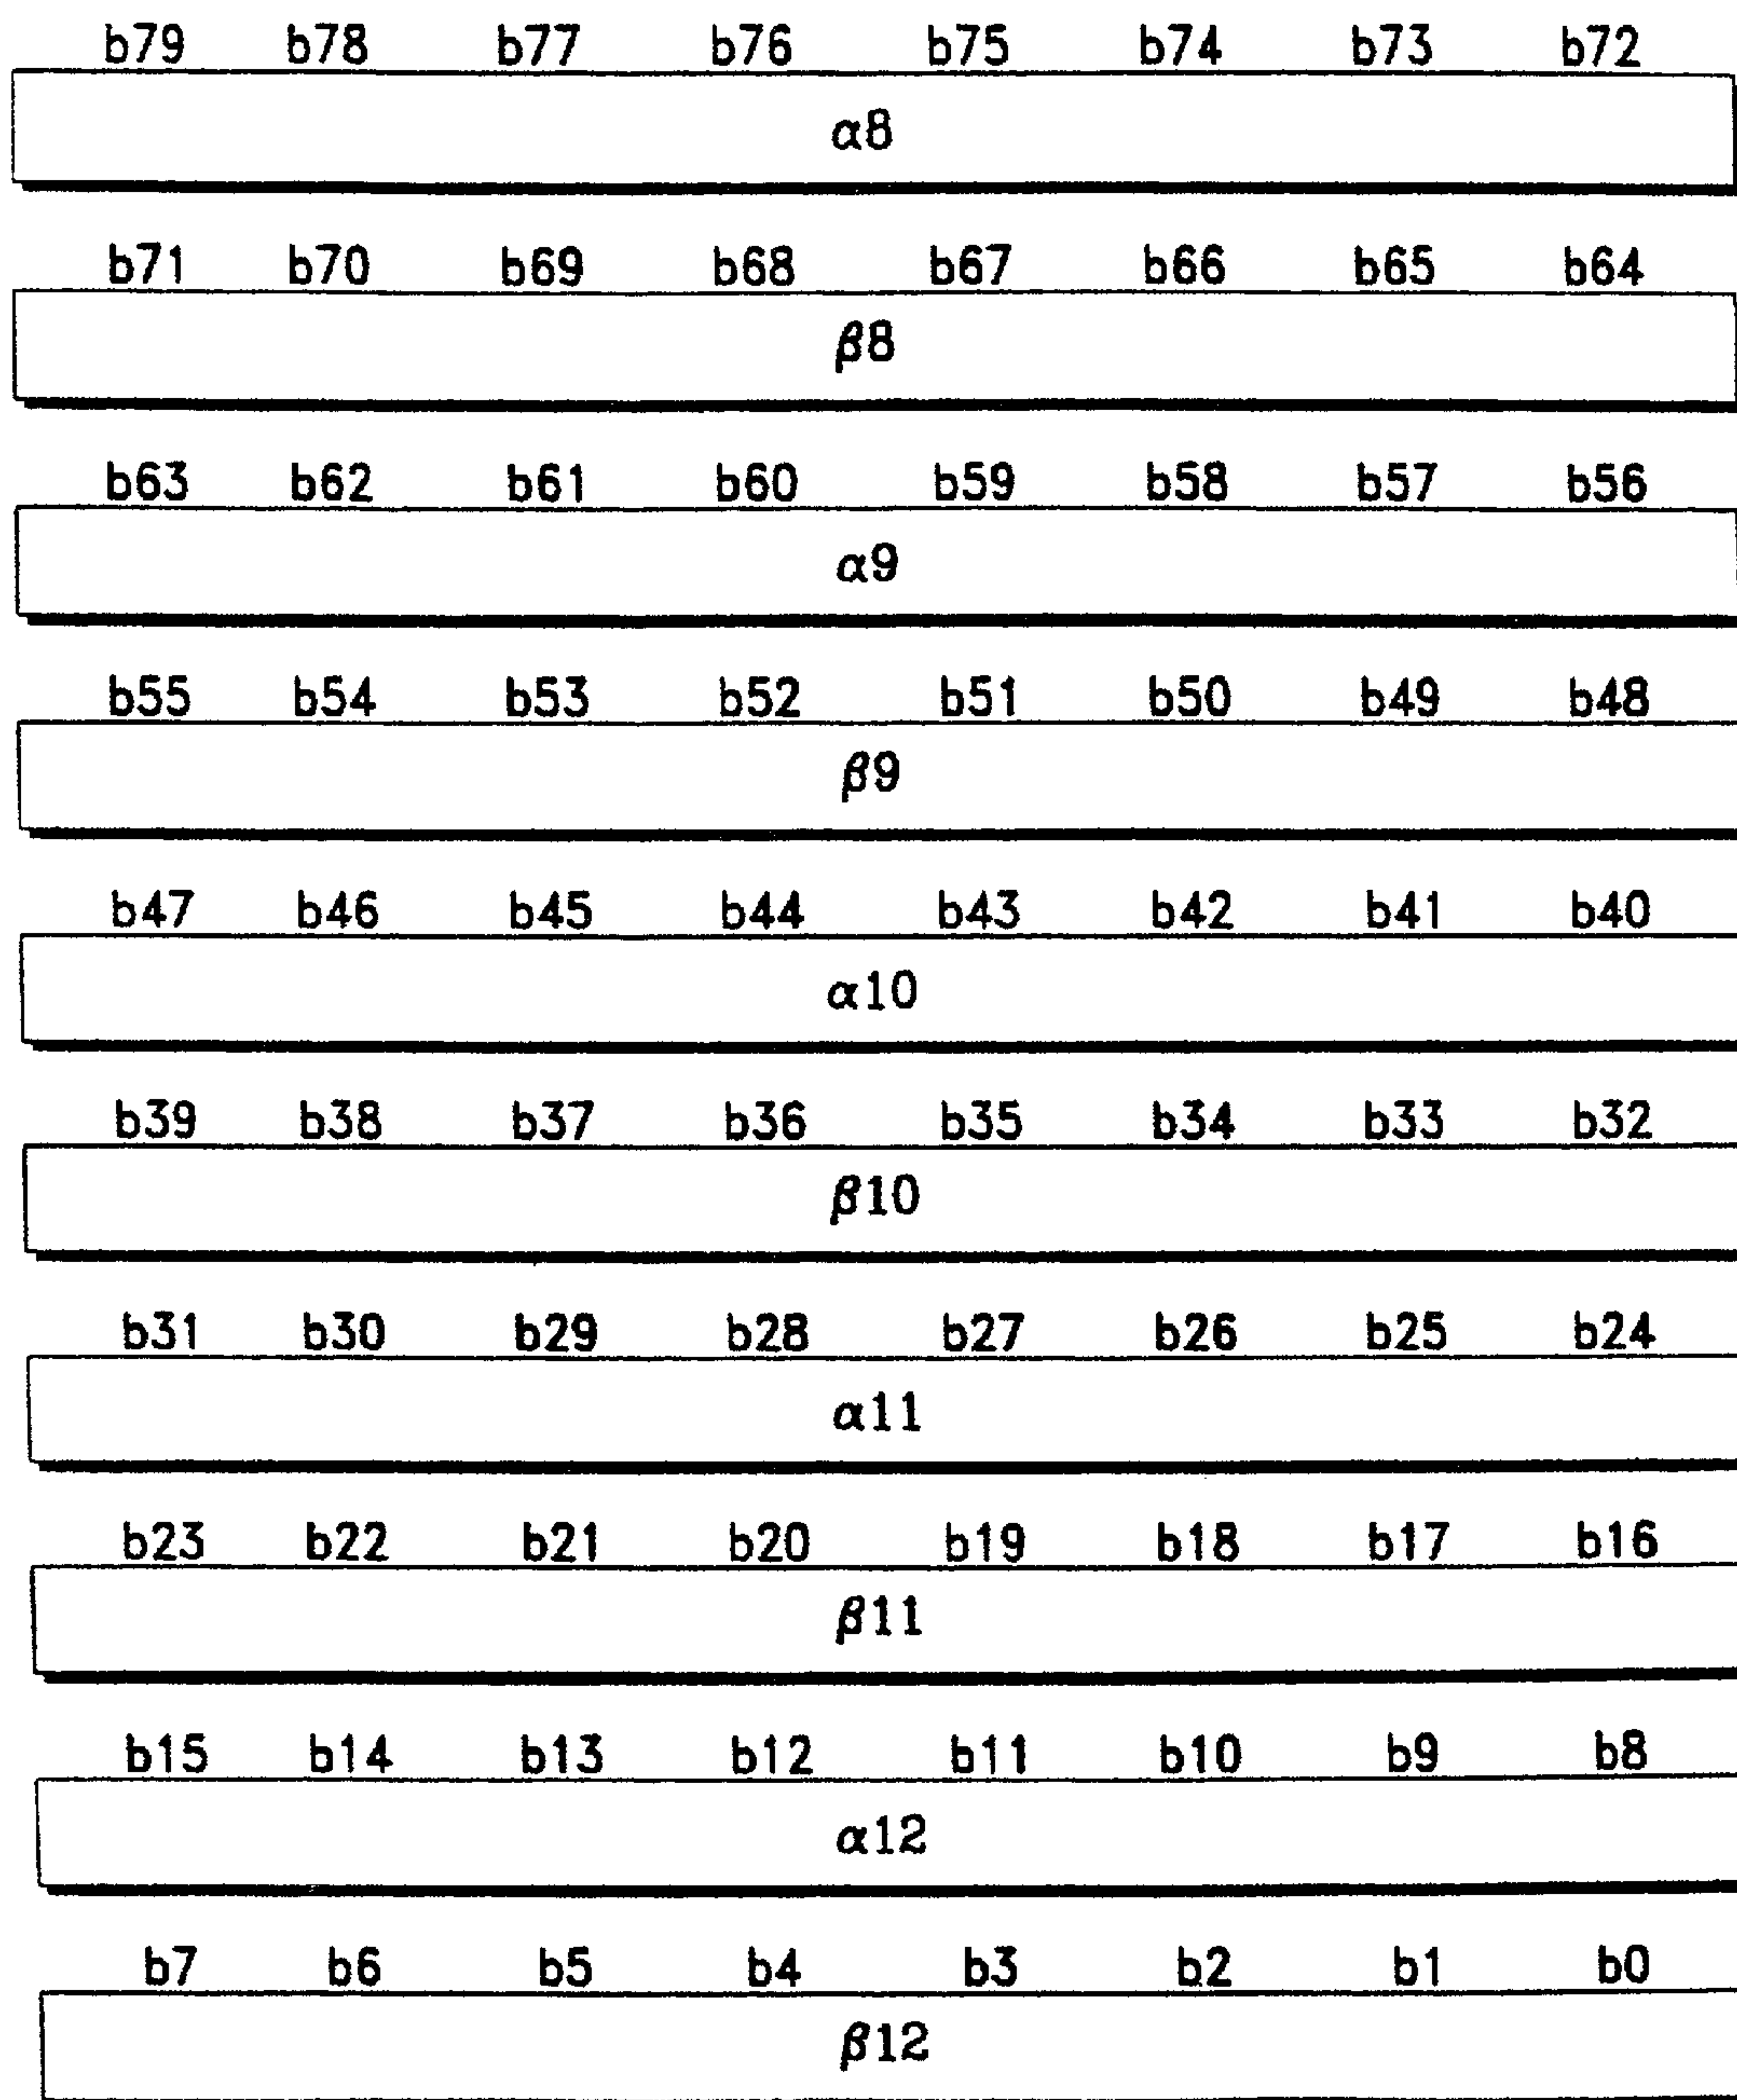 b79 b78 b77 b76 b75 b74 b73 b72
α8
b71 b70 b69 b68 b67 b66 b65 b64
β8
b63 b62 b61 b60 b59 b58 b57 b56
α9
b55 b54 b53 b52 b51 b50 b49 b48
β9
b47 b46 b45 b44 b43 b42 b41 b40
α10
b39 b38 b37 b36 b35 b34 b33 b32
β10
b31 b30 b29 b28 b27 b26 b25 b24
α11
b23 b22 b21 b20 b19 b18 b17 b16
β11
b15 b14 b13 b12 b11 b10 b9 b8
α12
b7 b6 b5 b4 b3 b2 b1 b0
β12